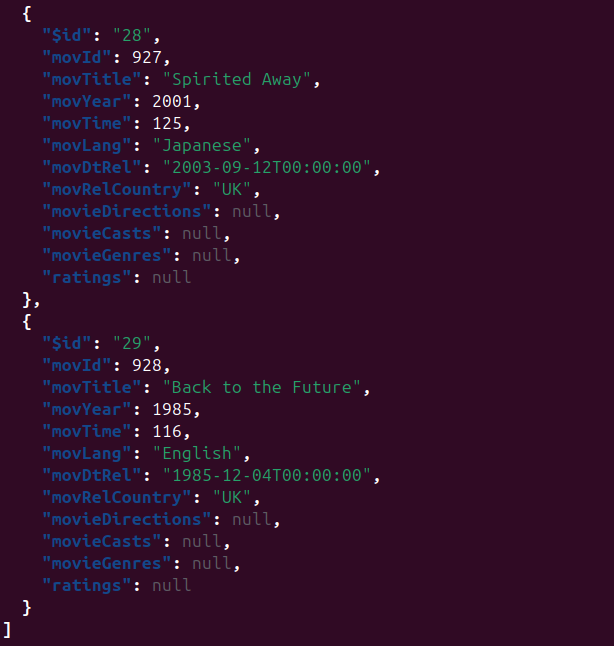 {
"$id": "28",
"movId": 927,
"movTitle": "Spirited Away",
"movYear": 2001,
"movTime": 125,
"movLang": "Japanese",
"movDtRel": "2003-09-12T00:00:00",
"movRelCountry": "UK",
"movieDirections": null,
"movieCasts": null,
"movieGenres": null,
"ratings": null
},
{
"$id": "29",
"movId": 928,
"movTitle": "Back to the Future",
"movYear": 1985,
"movTime": 116,
"movLang": "English",
"movDtRel": "1985-12-04T00:00:00",
"movRelCountry": "UK",
"movieDirections": null,
"movieCasts": null,
"movieGenres": null,
"ratings": null
}
]